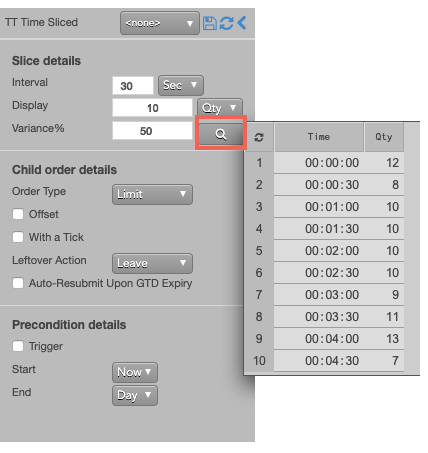 TT Time Sliced <none>
Slice details
Interval 30 Sec
Display 10 Qty
Variance% 50
Child order details
Order Type Limit
Offset
With a Tick
Leftover Action Leave
Auto-Resubmit Upon GTD Expiry
Precondition details
Trigger
Start Now
End Day
Time Qty
1 00:00:00 12
2 00:00:30 8
3 00:01:00 10
4 00:01:30 10
5 00:02:00 10
6 00:02:30 10
7 00:03:00 9
8 00:03:30 11
9 00:04:00 13
10 00:04:30 7